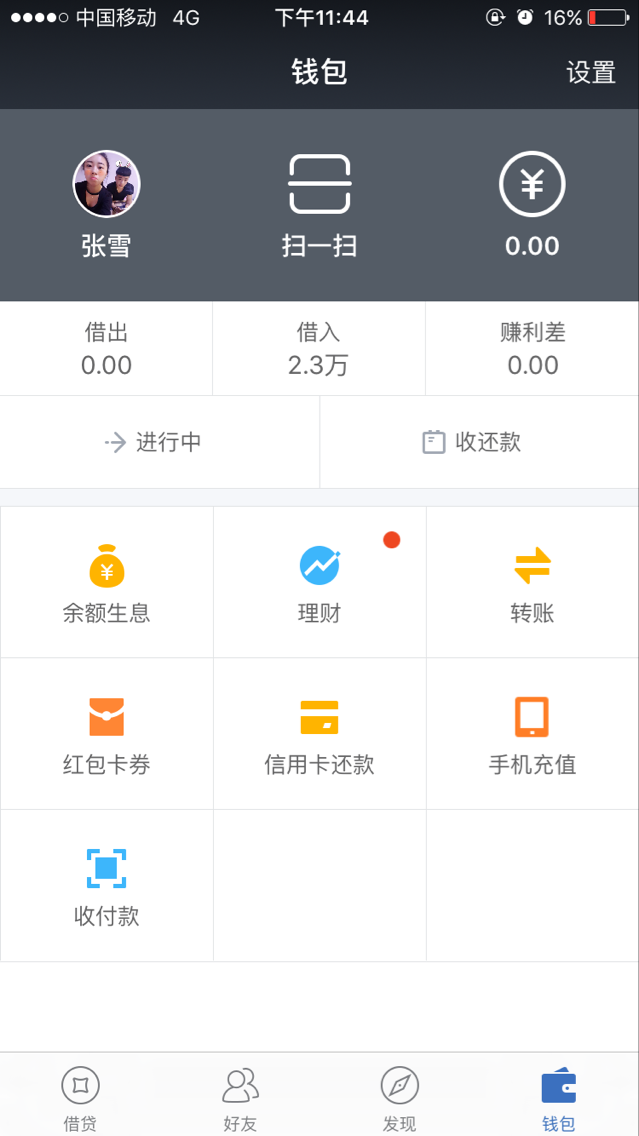 中国移动 4G 下午11:44 16%
钱包 设置
张雪 扫一扫 0.00
借出 借入 赚利差
0.00 2.3万 0.00
进行中 收还款
余额生息 理财 转账
红包卡券 信用卡还款 手机充值
收付款
借贷 好友 发现 钱包